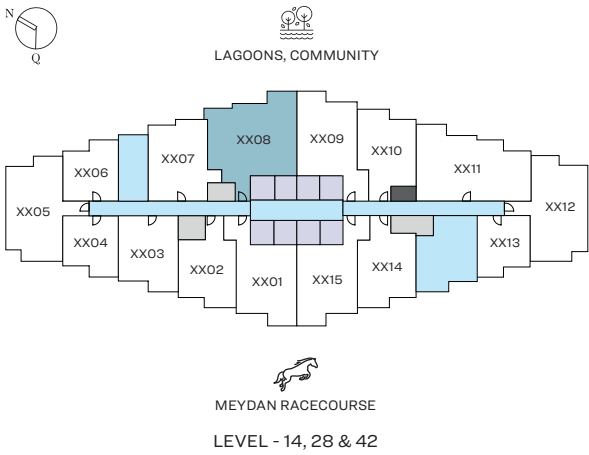 N
Q
LAGOONS, COMMUNITY
XX08
XX09
XX07
XX10
XX06
XX11
XX05
XX12
XX04
XX03
XX02
XX01
XX15
XX14
XX13
MEYDAN RACECOURSE
LEVEL - 14, 28 & 42